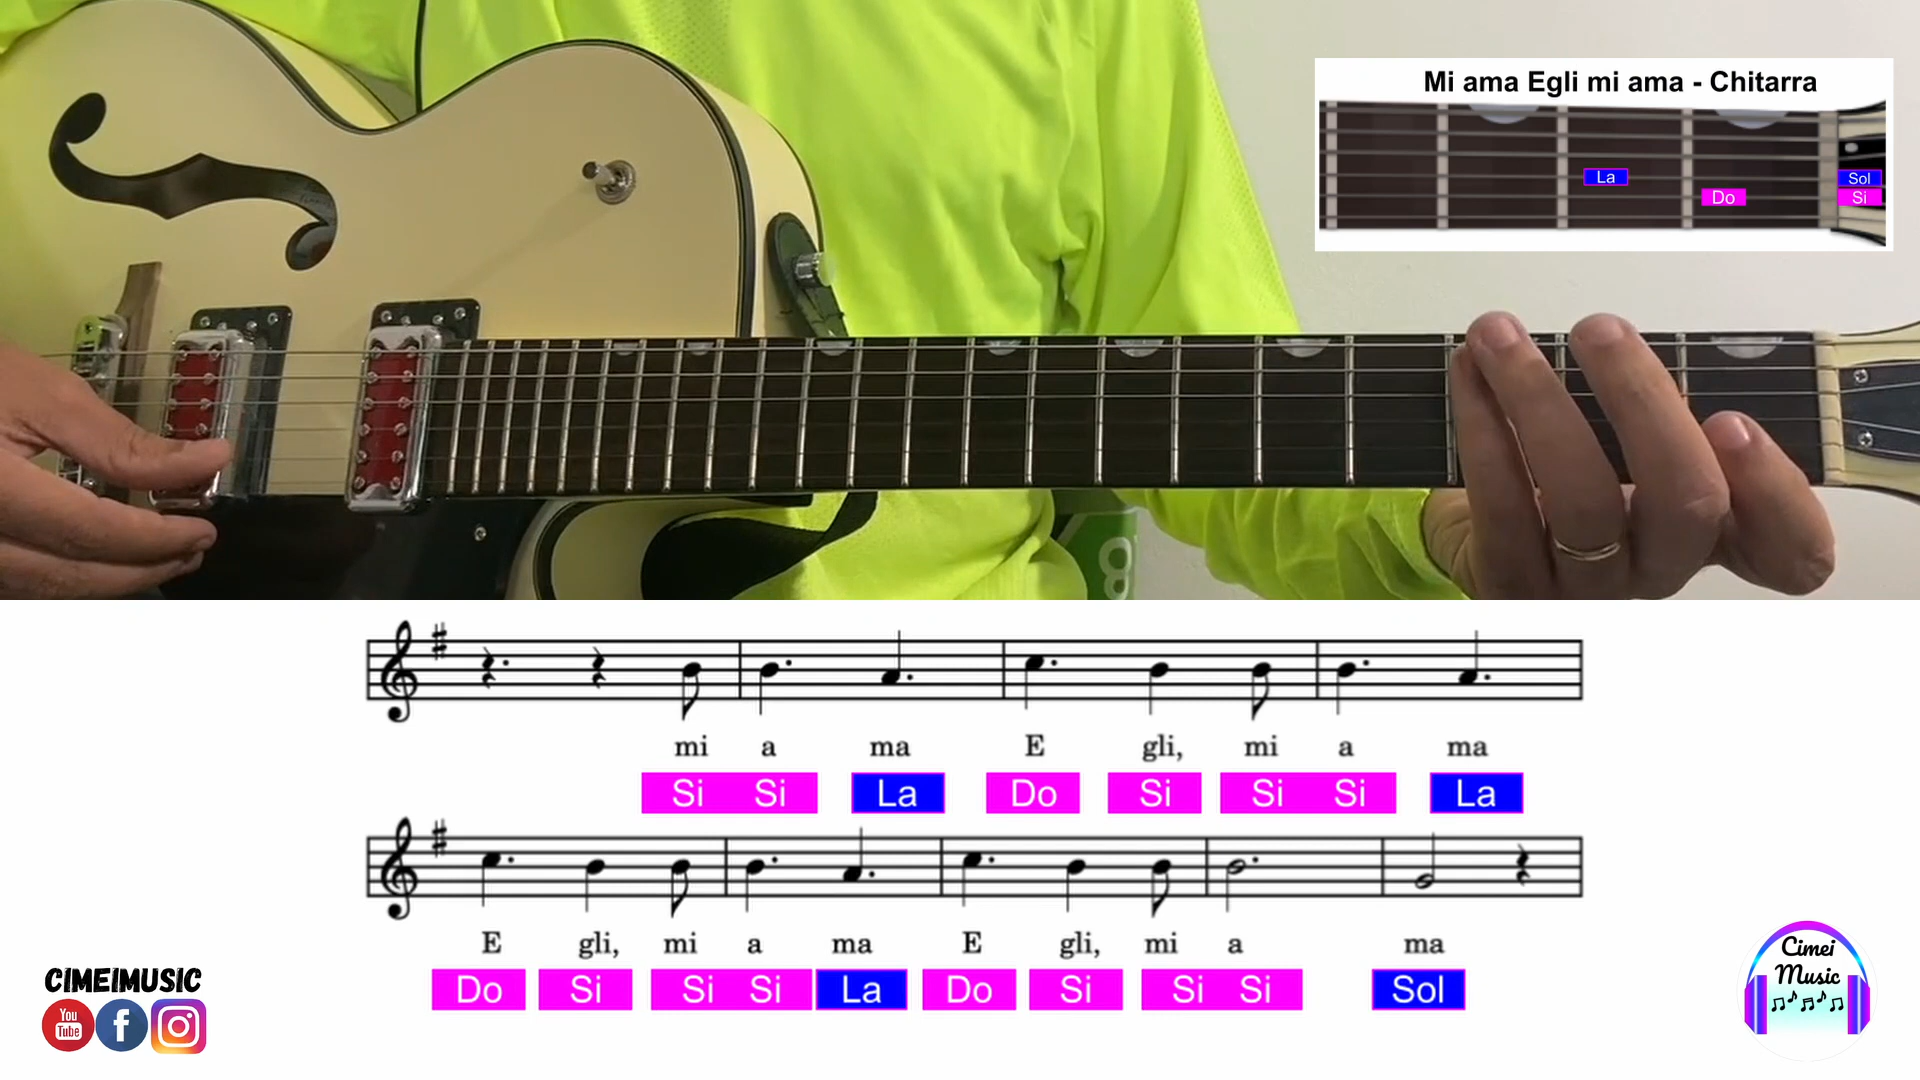 Mi ama Egli mi ama - Chitarra
La
Sol
Do
Si
8
mi a ma E gli, mi a ma
Si Si La Do Si Si Si La
E gli, mi a ma E gli, mi a ma
Do Si Si Si La Do Si Si Si Sol
CIMEIMUSIC
You
Tube
f
Cimei
Music